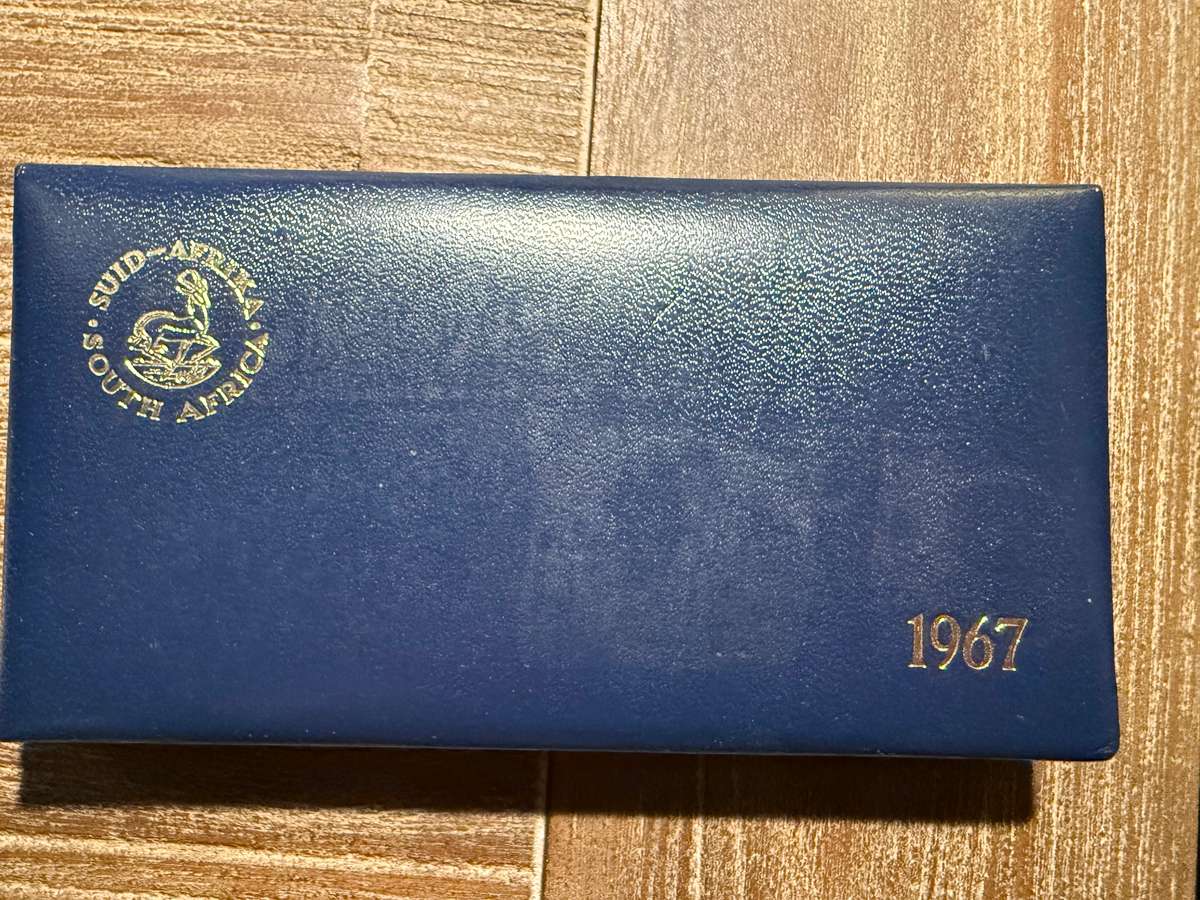 · SUID-AFRIKA ·
SOUTH AFRICA
1967